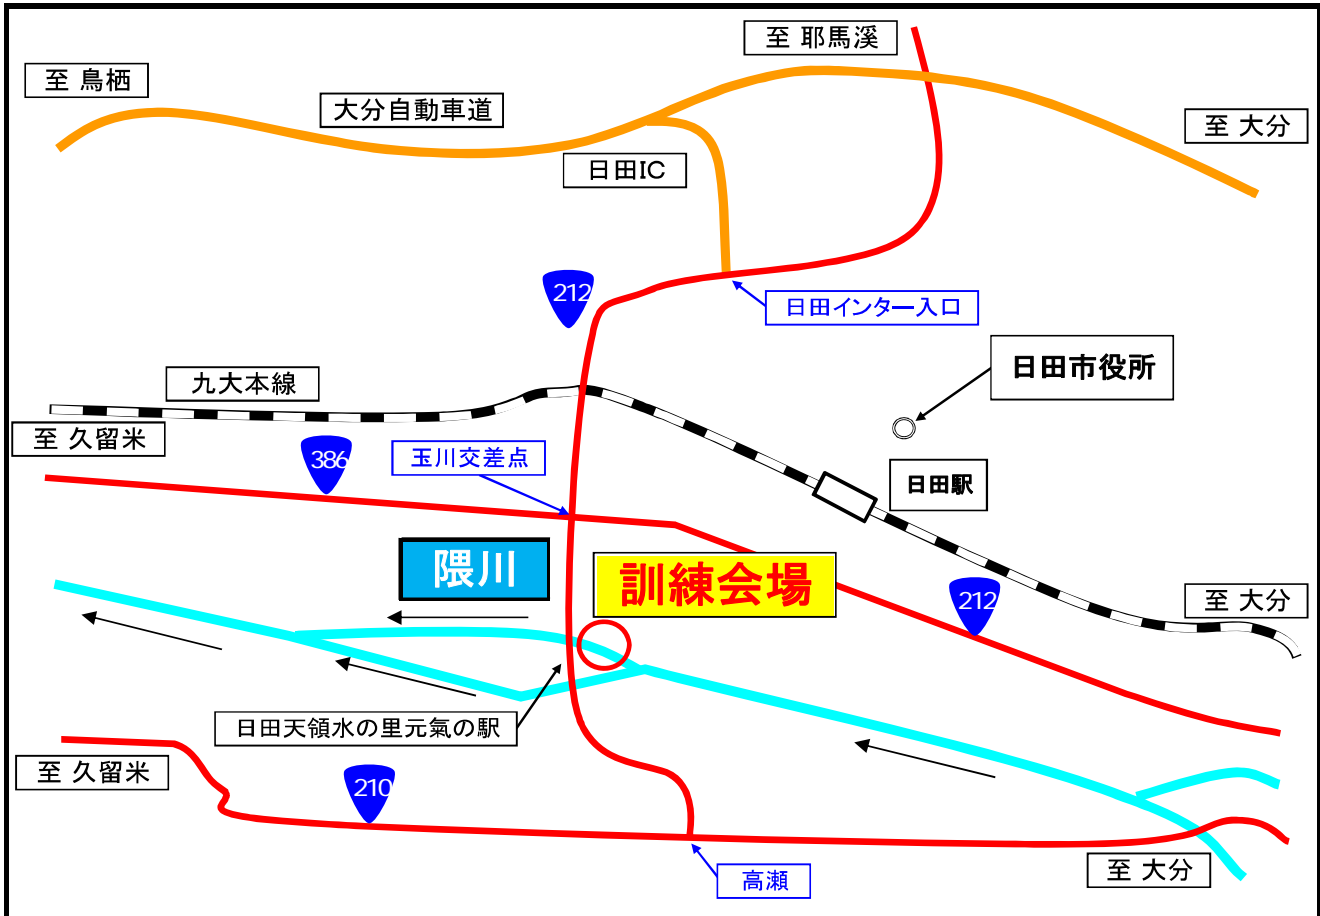 至 耶馬溪
至 鳥栖
大分自動車道
至 大分
日田IC
212
日田インター入口
日田市役所
九大本線
至 久留米
386
玉川交差点
日田駅
隈川
訓練会場
212
至 大分
日田天領水の里元氣の駅
至 久留米
210
至 大分
高瀬